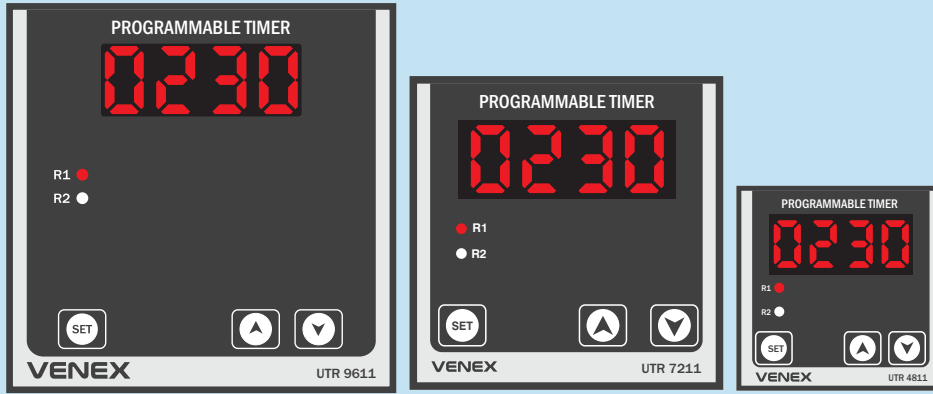 PROGRAMMABLE TIMER
0230
R1
R2
SET
VENEX
UTR 9611
PROGRAMMABLE TIMER
0230
R1
R2
SET
VENEX
UTR 7211
PROGRAMMABLE TIMER
0230
R1
R2
SET
VENEX
UTR 4811